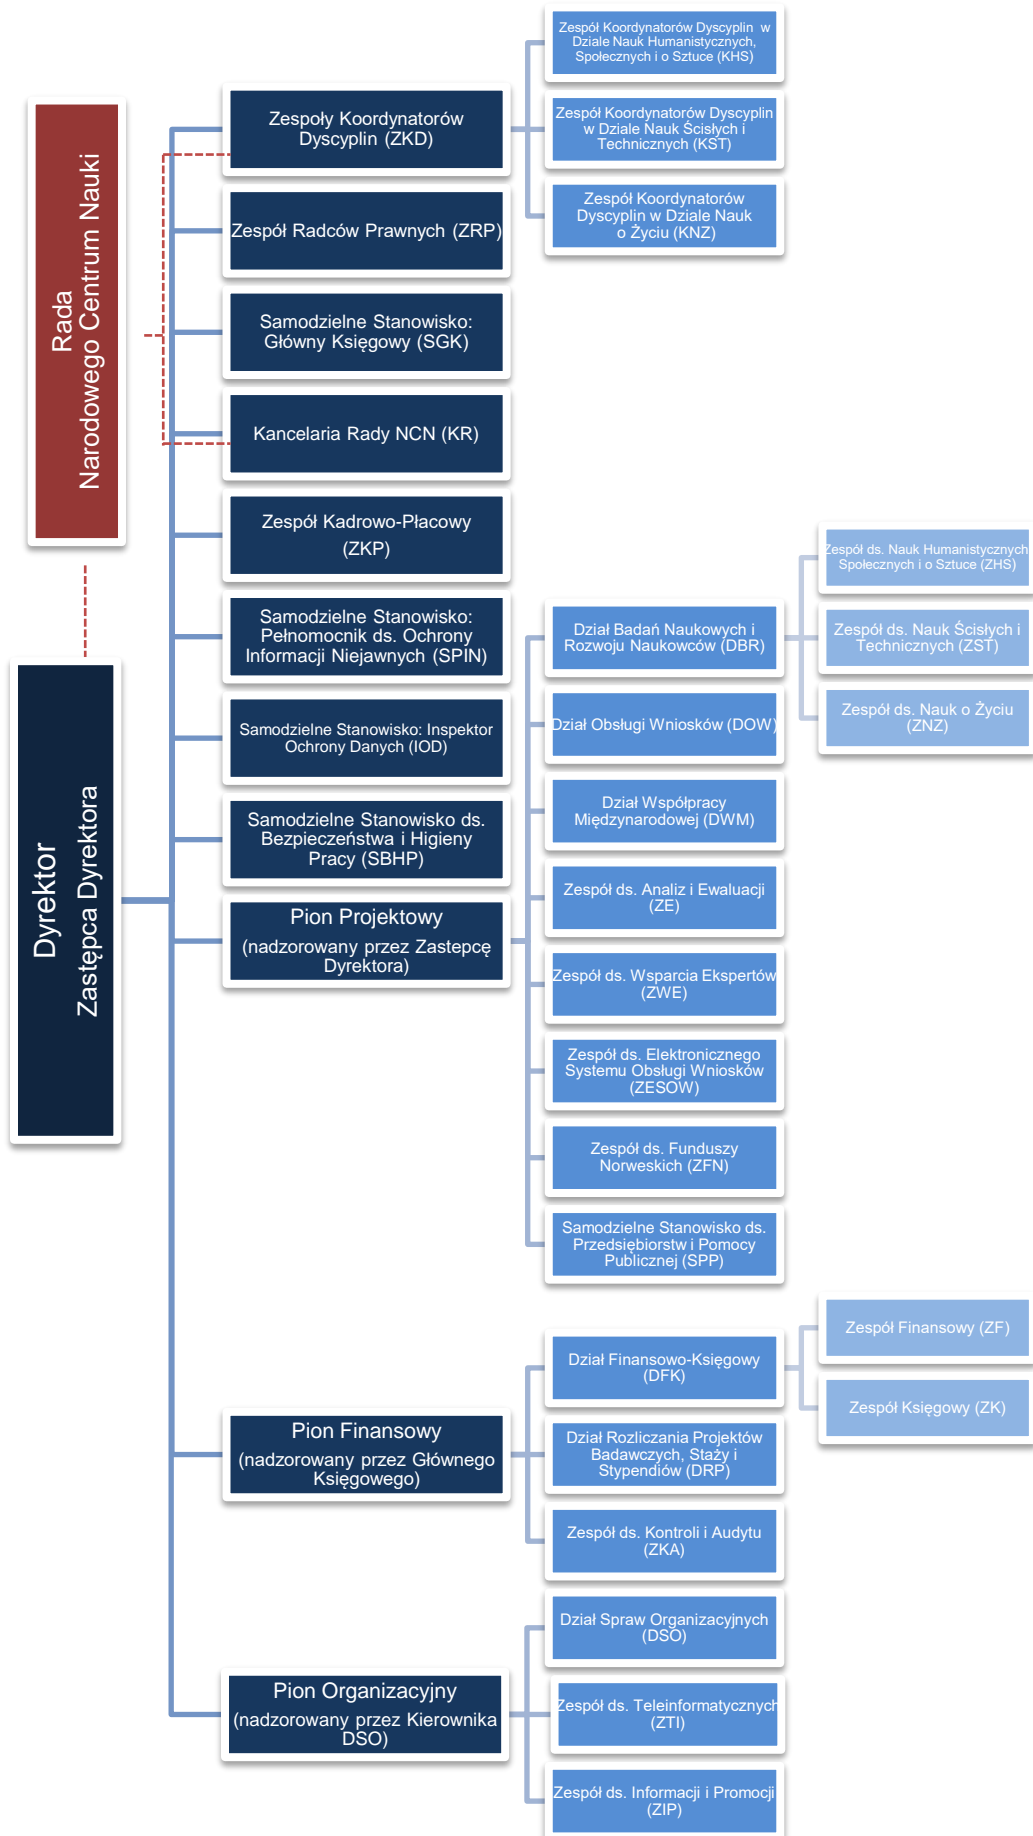 Rada
Narodowego Centrum Nauki
Dyrektor
Zastępca Dyrektora
Zespoły Koordynatorów
Dyscyplin (ZKD)
Zespół Koordynatorów Dyscyplin w
Dziale Nauk Humanistycznych,
Społecznych i o Sztuce (KHS)
Zespół Koordynatorów Dyscyplin
w Dziale Nauk Ścisłych i
Technicznych (KST)
Zespół Koordynatorów
Dyscyplin w Dziale Nauk
o Życiu (KNZ)
Zespół Radców Prawnych (ZRP)
Samodzielne Stanowisko:
Główny Księgowy (SGK)
Kancelaria Rady NCN (KR)
Zespół Kadrowo-Płacowy
(ZKP)
Samodzielne Stanowisko:
Pełnomocnik ds. Ochrony
Informacji Niejawnych (SPIN)
Samodzielne Stanowisko: Inspektor
Ochrony Danych (IOD)
Samodzielne Stanowisko ds.
Bezpieczeństwa i Higieny
Pracy (SBHP)
Pion Projektowy
(nadzorowany przez Zastepcę
Dyrektora)
Dział Badań Naukowych i
Rozwoju Naukowców (DBR)
Zespół ds. Nauk Humanistycznych
Społecznych i o Sztuce (ZHS)
Zespół ds. Nauk Ścisłych i
Technicznych (ZST)
Zespół ds. Nauk o Życiu
(ZNZ)
Dział Obsługi Wniosków (DOW)
Dział Współpracy
Międzynarodowej (DWM)
Zespół ds. Analiz i Ewaluacji
(ZE)
Zespół ds. Wsparcia Ekspertów
(ZWE)
Zespół ds. Elektronicznego
Systemu Obsługi Wniosków
(ZESOW)
Zespół ds. Funduszy
Norweskich (ZFN)
Samodzielne Stanowisko ds.
Przedsiębiorstw i Pomocy
Publicznej (SPP)
Pion Finansowy
(nadzorowany przez Głównego
Księgowego)
Dział Finansowo-Księgowy
(DFK)
Zespół Finansowy (ZF)
Zespół Księgowy (ZK)
Dział Rozliczania Projektów
Badawczych, Staży i
Stypendiów (DRP)
Zespół ds. Kontroli i Audytu
(ZKA)
Pion Organizacyjny
(nadzorowany przez Kierownika
DSO)
Dział Spraw Organizacyjnych
(DSO)
Zespół ds. Teleinformatycznych
(ZTI)
Zespół ds. Informacji i Promocji
(ZIP)